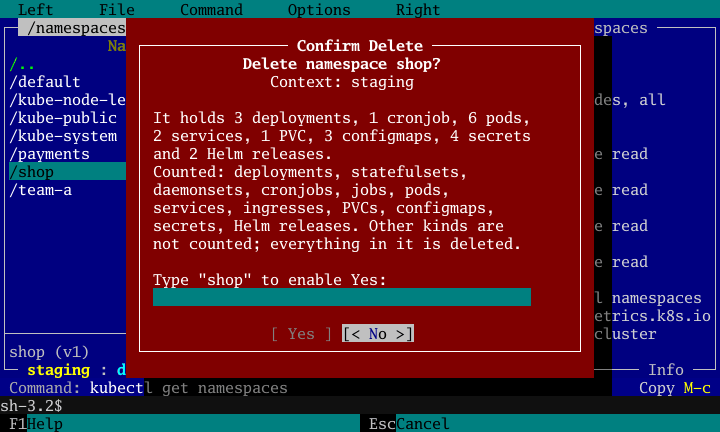 Left File Command Options Right
/namespaces spaces
Na
/..
/default
/kube-node-le des, all
/kube-public
/kube-system
/payments e read
/shop
/team-a e read
e read
e read
l namespaces
etrics.k8s.io
cluster
Confirm Delete
Delete namespace shop?
Context: staging
It holds 3 deployments, 1 cronjob, 6 pods,
2 services, 1 PVC, 3 configmaps, 4 secrets
and 2 Helm releases.
Counted: deployments, statefulsets,
daemonsets, cronjobs, jobs, pods,
services, ingresses, PVCs, configmaps,
secrets, Helm releases. Other kinds are
not counted; everything in it is deleted.
Type "shop" to enable Yes:
[ Yes ] [< No >]
shop (v1)
staging : d Info
Command: kubectl get namespaces Copy M-c
sh-3.2$
F1Help EscCancel